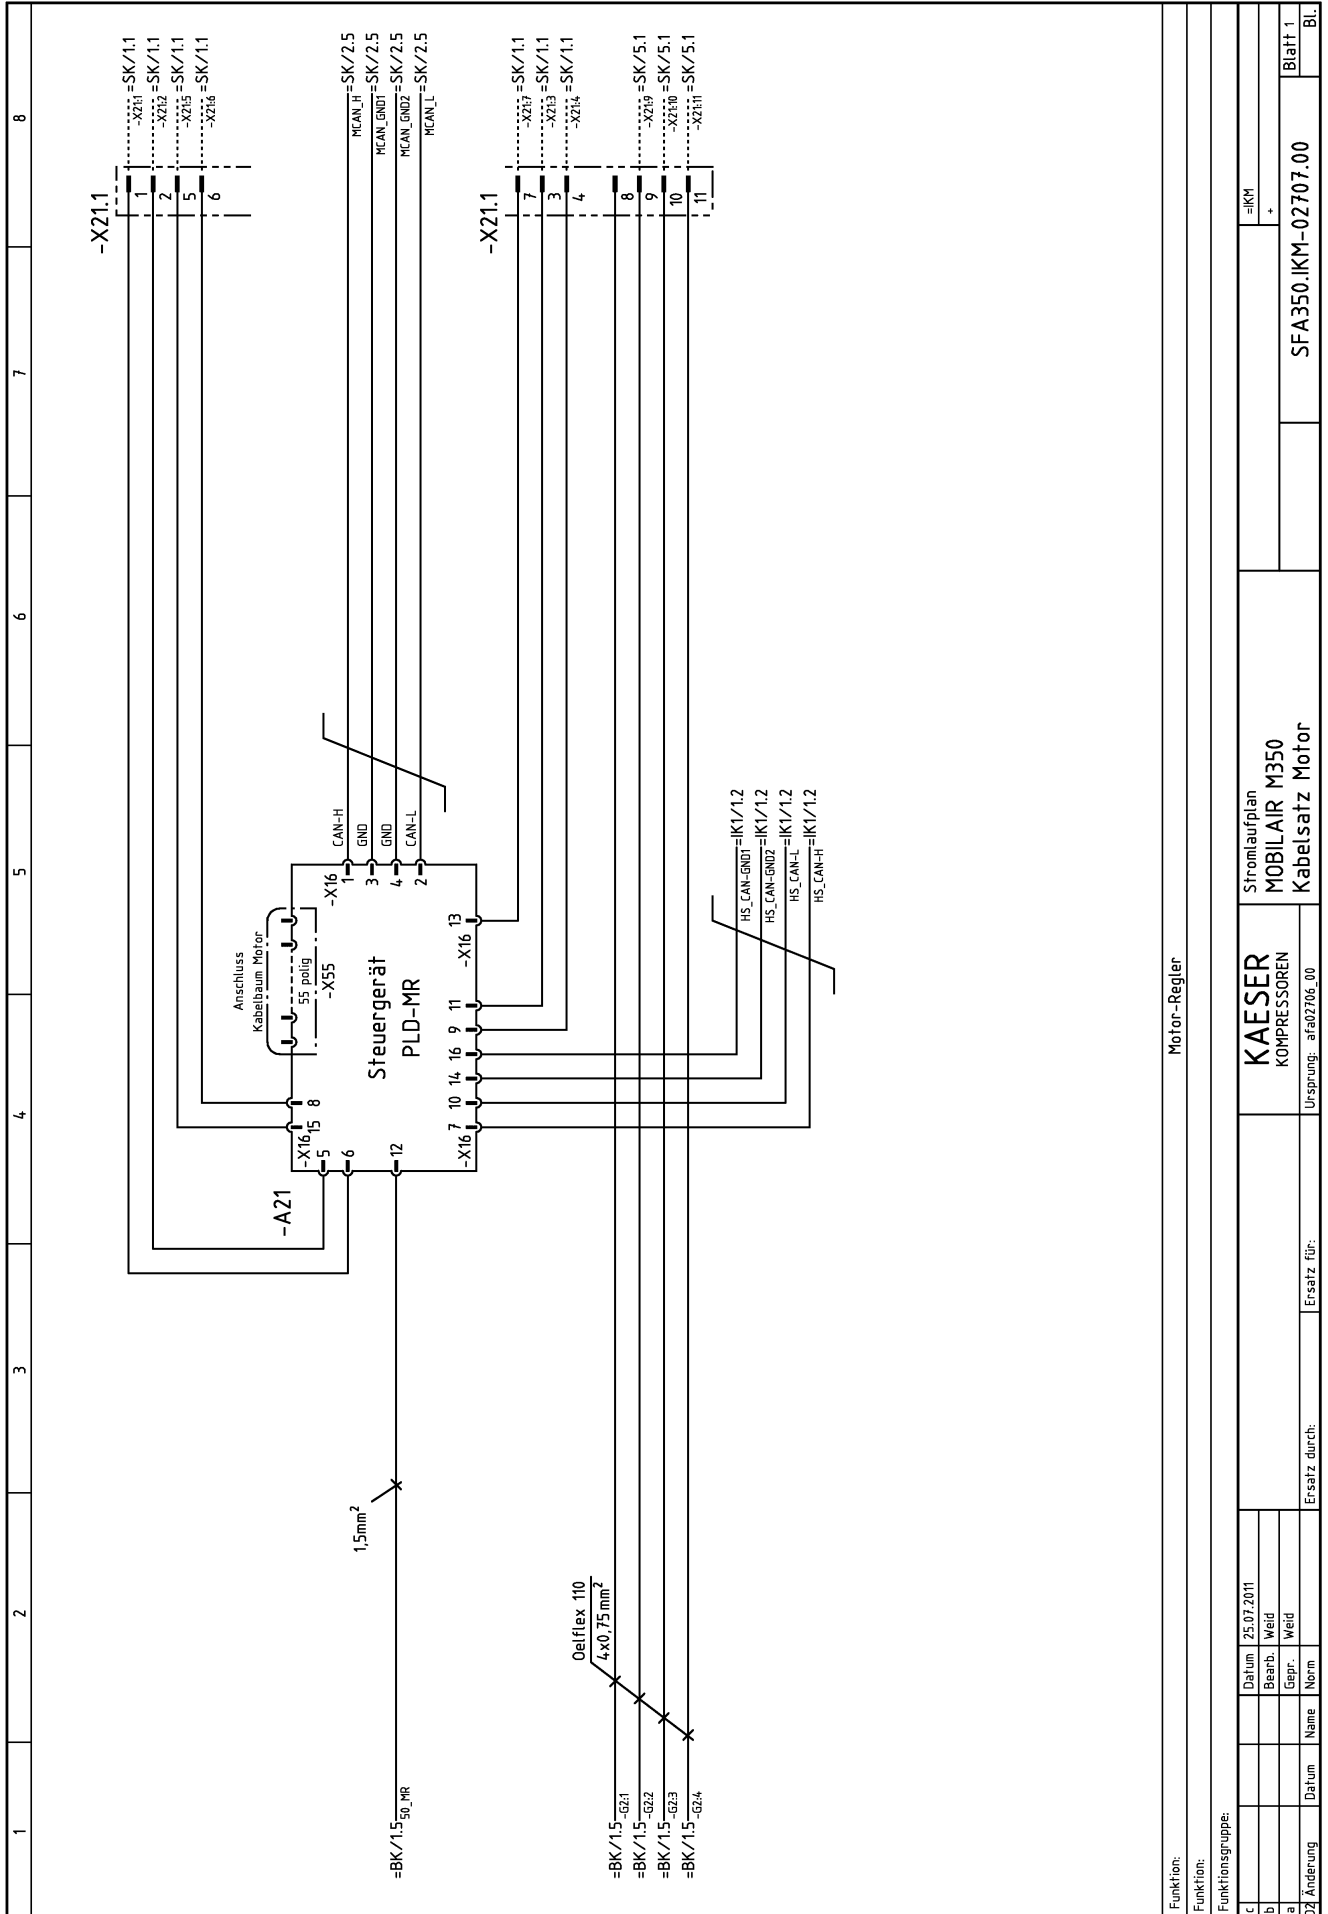 1
2
3
4
5
6
7
8
-X21.1
1
2
5
6
-X21:1
-X21:2
-X21:5
-X21:6
=SK/1.1
=SK/1.1
=SK/1.1
=SK/1.1
=SK/2.5
=SK/2.5
=SK/2.5
=SK/2.5
MCAN_H
MCAN_GND1
MCAN_GND2
MCAN_L
-X21.1
7
3
4
8
9
10
11
-X21:7
-X21:3
-X21:4
-X21:9
-X21:10
-X21:11
=SK/1.1
=SK/1.1
=SK/1.1
=SK/5.1
=SK/5.1
=SK/5.1
Anschluss
Kabelbaum Motor
55 polig
-X55
-A21
Steuergerät
PLD-MR
-X16
15
8
5
6
12
-X16
1
3
4
2
CAN-H
GND
GND
CAN-L
-X16
7
10
14
16
9
11
-X16
13
=IK1/1.2
=IK1/1.2
=IK1/1.2
=IK1/1.2
HS_CAN-GND1
HS_CAN-GND2
HS_CAN-L
HS_CAN-H
1,5mm²
=BK/1.5
50_MR
Oelflex 110
4x0,75mm²
=BK/1.5
-G2:1
=BK/1.5
-G2:2
=BK/1.5
-G2:3
=BK/1.5
-G2:4
Funktion:
Motor-Regler
Funktion:
Funktionsgruppe:
c
b
a
02
Änderung
Datum
Name
Datum
25.07.2011
Bearb.
Weid
Gepr.
Weid
Norm
Ersatz durch:
Ersatz für:
KAESER
KOMPRESSOREN
Ursprung: afa02706_00
Stromlaufplan
MOBILAIR M350
Kabelsatz Motor
=IKM
+
SFA350.IKM-02707.00
Blatt 1
Bl.